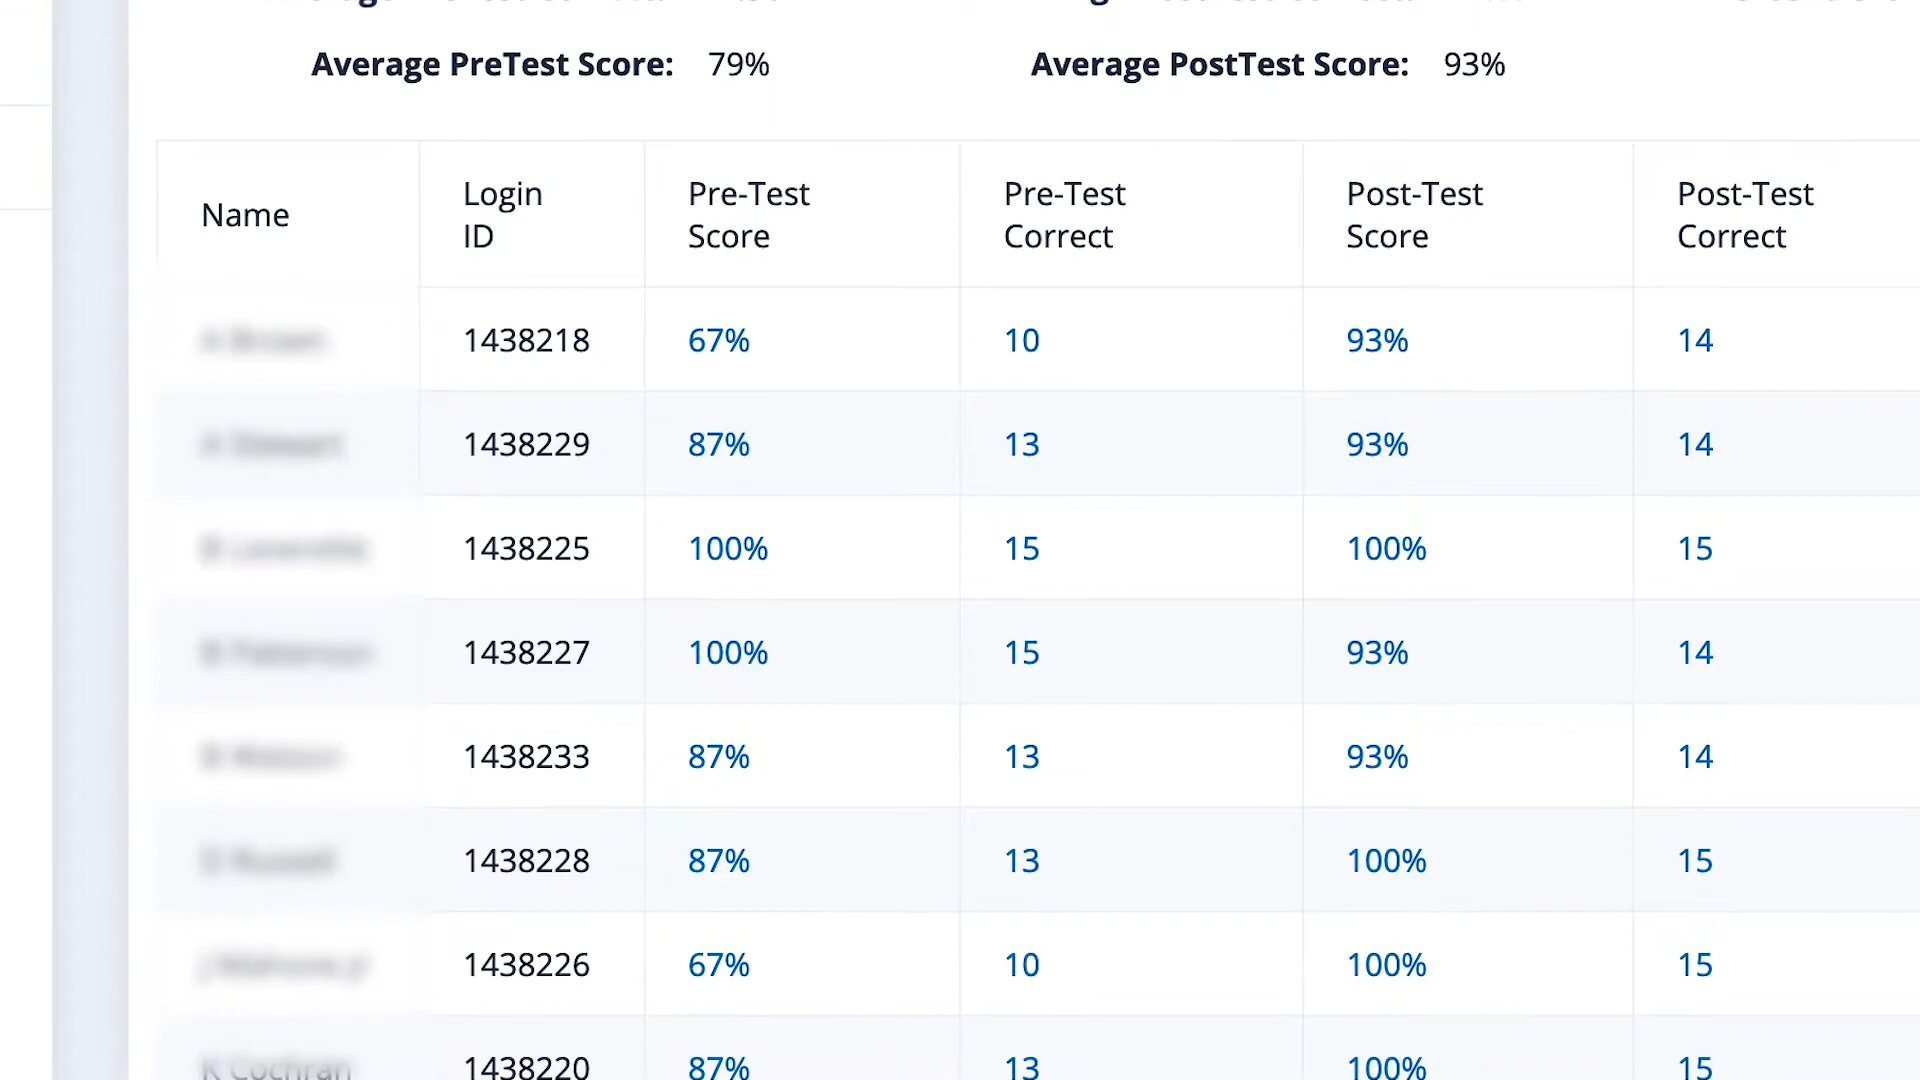 Average PreTest Score: 79% Average PostTest Score: 93%
Name Login ID Pre-Test Score Pre-Test Correct Post-Test Score Post-Test Correct
1438218 67% 10 93% 14
1438229 87% 13 93% 14
1438225 100% 15 100% 15
1438227 100% 15 93% 14
1438233 87% 13 93% 14
1438228 87% 13 100% 15
1438226 67% 10 100% 15
K Cochran 1438220 87% 13 100% 15